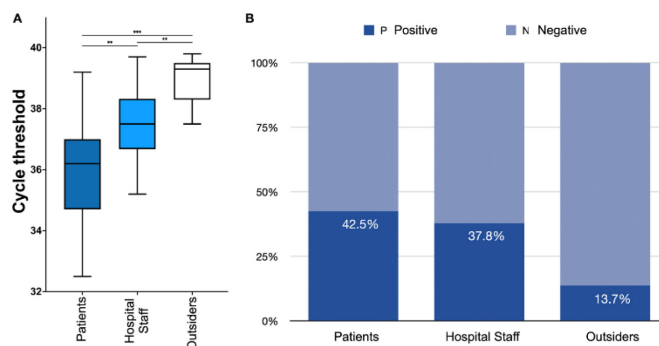 A
***
**
**
40
38
36
34
32
Cycle threshold
Patients
Hospital
Staff
Outsiders
B
P Positive
N Negative
100%
75%
50%
25%
0%
42.5%
37.8%
13.7%
Patients
Hospital Staff
Outsiders